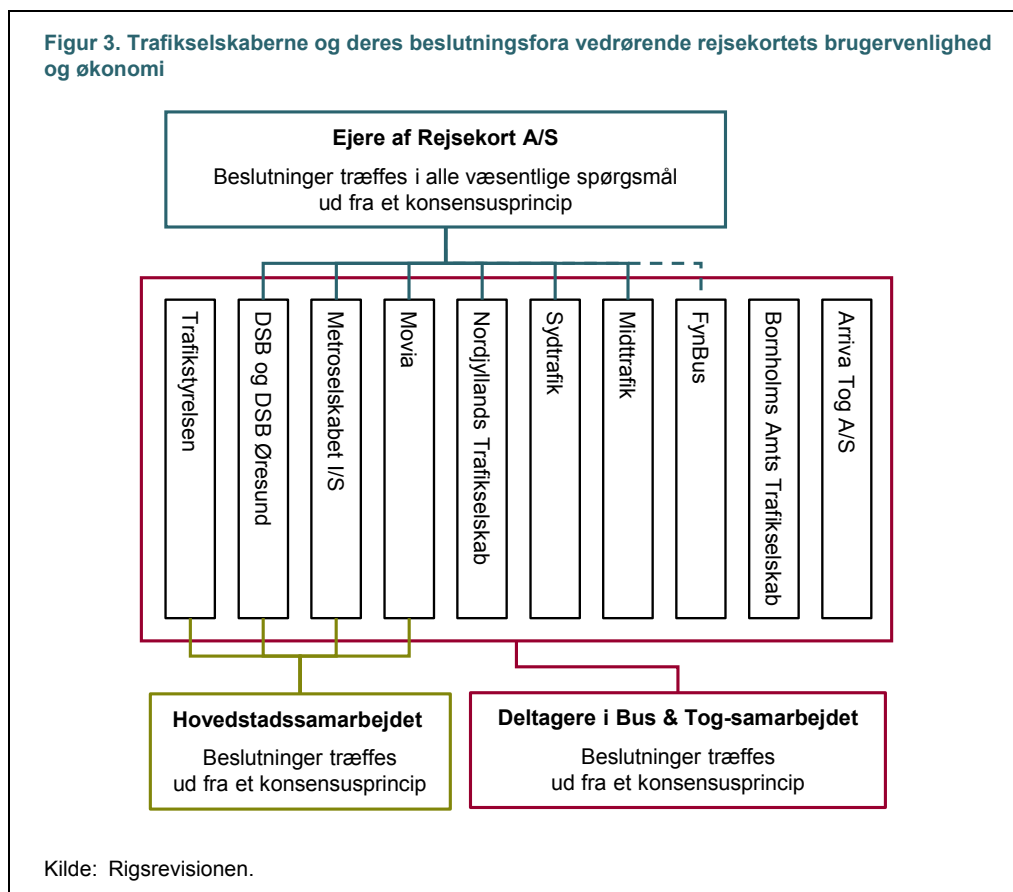 Figur 3. Trafikselskaberne og deres beslutningsfora vedrørende rejsekortets brugervenlighed
og økonomi
Ejere af Rejsekort A/S
Beslutninger træffes i alle væsentlige spørgsmål
ud fra et konsensusprincip
Trafikstyrelsen
DSB og DSB Øresund
Metroselskabet I/S
Movia
Nordjyllands Trafikselskab
Sydtrafik
Midttrafik
FynBus
Bornholms Amts Trafikselskab
Arriva Tog A/S
Hovedstadssamarbejdet
Beslutninger træffes
ud fra et konsensusprincip
Deltagere i Bus & Tog-samarbejdet
Beslutninger træffes
ud fra et konsensusprincip
Kilde: Rigsrevisionen.